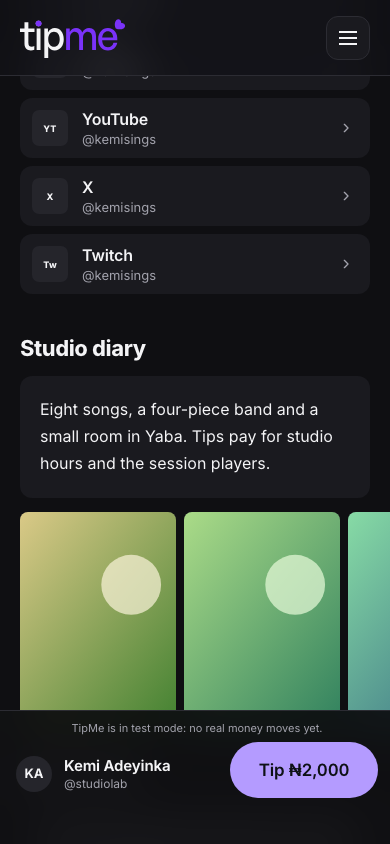 tipme
YT
YouTube
@kemisings
X
X
@kemisings
Tw
Twitch
@kemisings
Studio diary
Eight songs, a four-piece band and a
small room in Yaba. Tips pay for studio
hours and the session players.
TipMe is in test mode: no real money moves yet.
KA
Kemi Adeyinka
@studiolab
Tip ₦2,000